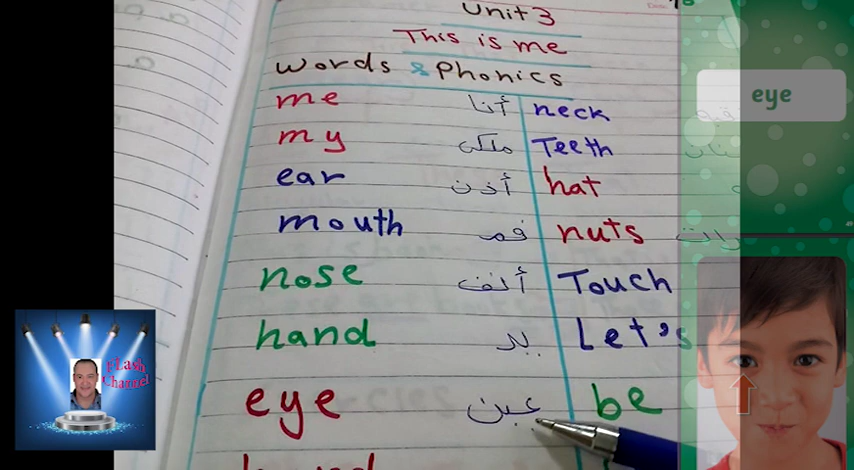 Unit 3
This is me
Words & Phonics
me أنا neck
my ملكي Teeth
ear أذن hat
mouth فم nuts
nose أنف Touch
hand يد Let's
eye عين be
eye
FLash
Channel